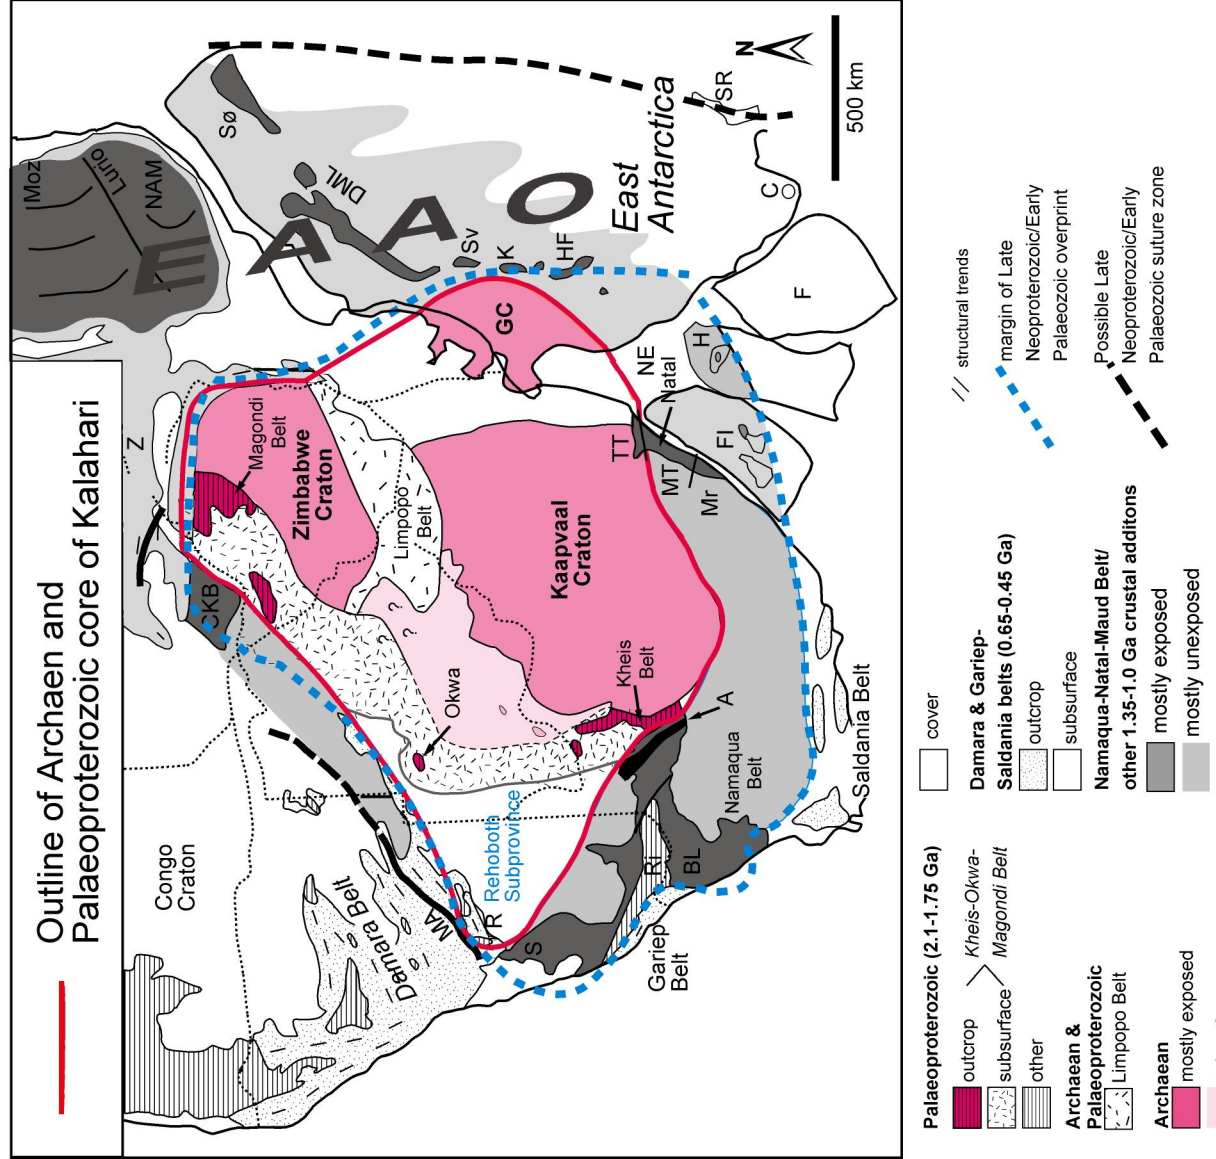 Outline of Archaen and
Palaeoproterozoic core of Kalahari
Moz
Lurio
NAM
E
A
A
O
Sø
DML
Sv
K
HF
East
Antarctica
SR
N
500 km
C
F
H
FI
GC
NE
Natal
TT
MT
Mr
Z
Magondi
Belt
Zimbabwe
Craton
Limpopo
Belt
Kaapvaal
Craton
CKB
?
?
Okwa
Kheis
Belt
A
Namaqua
Belt
Saldania Belt
Congo
Craton
Damara Belt
MA
R
Rehoboth
Subprovince
S
Ri
BL
Gariep
Belt
Palaeoproterozoic (2.1-1.75 Ga)
outcrop
subsurface
Kheis-Okwa-
Magondi Belt
other
Archaean &
Palaeoproterozoic
Limpopo Belt
Archaean
mostly exposed
cover
Damara & Gariep-
Saldania belts (0.65-0.45 Ga)
outcrop
subsurface
Namaqua-Natal-Maud Belt/
other 1.35-1.0 Ga crustal additons
mostly exposed
mostly unexposed
structural trends
margin of Late
Neoproterozoic/Early
Palaeozoic overprint
Possible Late
Neoproterozoic/Early
Palaeozoic suture zone